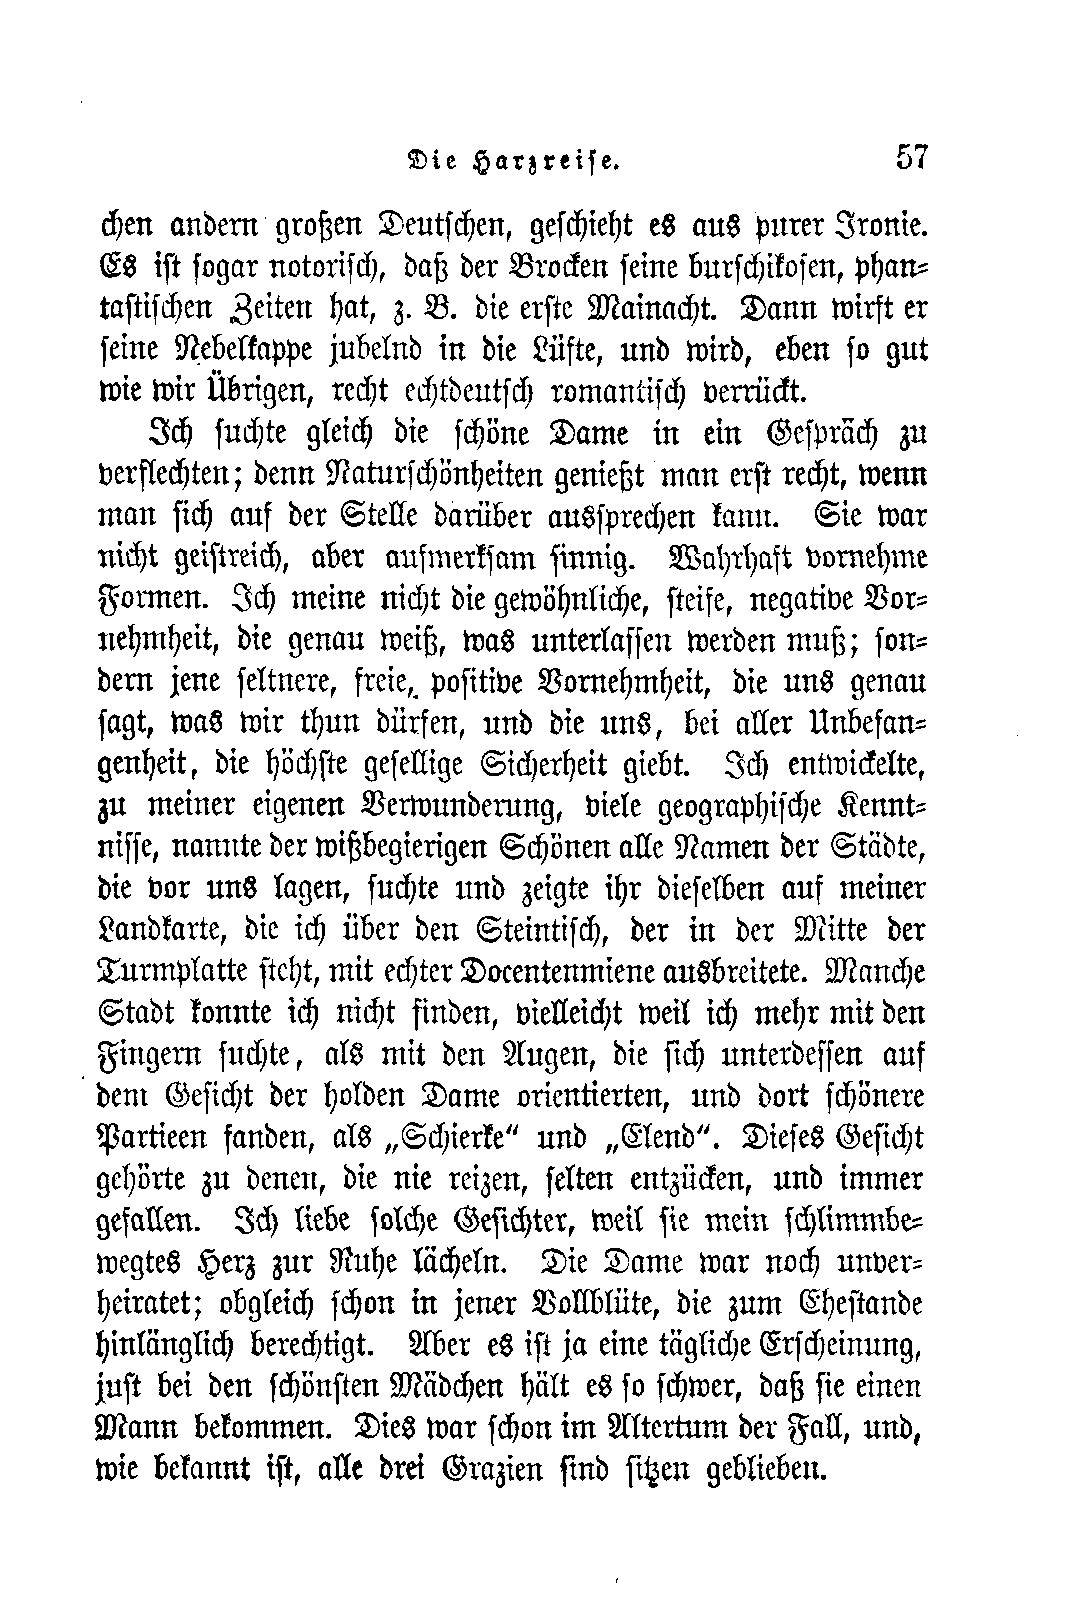 Die Harzreise. 57
chen andern großen Deutschen, geschieht es aus purer Ironie.
Es ist sogar notorisch, daß der Brocken seine burschikosen, phan-
tastischen Zeiten hat, z. B. die erste Mainacht. Dann wirft er
seine Nebelkappe jubelnd in die Lüfte, und wird, eben so gut
wie wir Übrigen, recht echtdeutsch romantisch verrückt.
Ich suchte gleich die schöne Dame in ein Gespräch zu
verflechten; denn Naturschönheiten genießt man erst recht, wenn
man sich auf der Stelle darüber aussprechen kann. Sie war
nicht geistreich, aber aufmerksam sinnig. Wahrhaft vornehme
Formen. Ich meine nicht die gewöhnliche, steife, negative Vor-
nehmheit, die genau weiß, was unterlassen werden muß; son-
dern jene seltnere, freie, positive Vornehmheit, die uns genau
sagt, was wir thun dürfen, und die uns, bei aller Unbefan-
genheit, die höchste gesellige Sicherheit giebt. Ich entwickelte,
zu meiner eigenen Verwunderung, viele geographische Kennt-
nisse, nannte der wißbegierigen Schönen alle Namen der Städte,
die vor uns lagen, suchte und zeigte ihr dieselben auf meiner
Landkarte, die ich über den Steintisch, der in der Mitte der
Turmplatte steht, mit echter Docentenmiene ausbreitete. Manche
Stadt konnte ich nicht finden, vielleicht weil ich mehr mit den
Fingern suchte, als mit den Augen, die sich unterdessen auf
dem Gesicht der holden Dame orientierten, und dort schönere
Partieen fanden, als „Schierke“ und „Elend“. Dieses Gesicht
gehörte zu denen, die nie reizen, selten entzücken, und immer
gefallen. Ich liebe solche Gesichter, weil sie mein schlimmbe-
wegtes Herz zur Ruhe lächeln. Die Dame war noch unver-
heiratet; obgleich schon in jener Vollblüte, die zum Ehestande
hinlänglich berechtigt. Aber es ist ja eine tägliche Erscheinung,
just bei den schönsten Mädchen hält es so schwer, daß sie einen
Mann bekommen. Dies war schon im Altertum der Fall, und,
wie bekannt ist, alle drei Grazien sind sitzen geblieben.